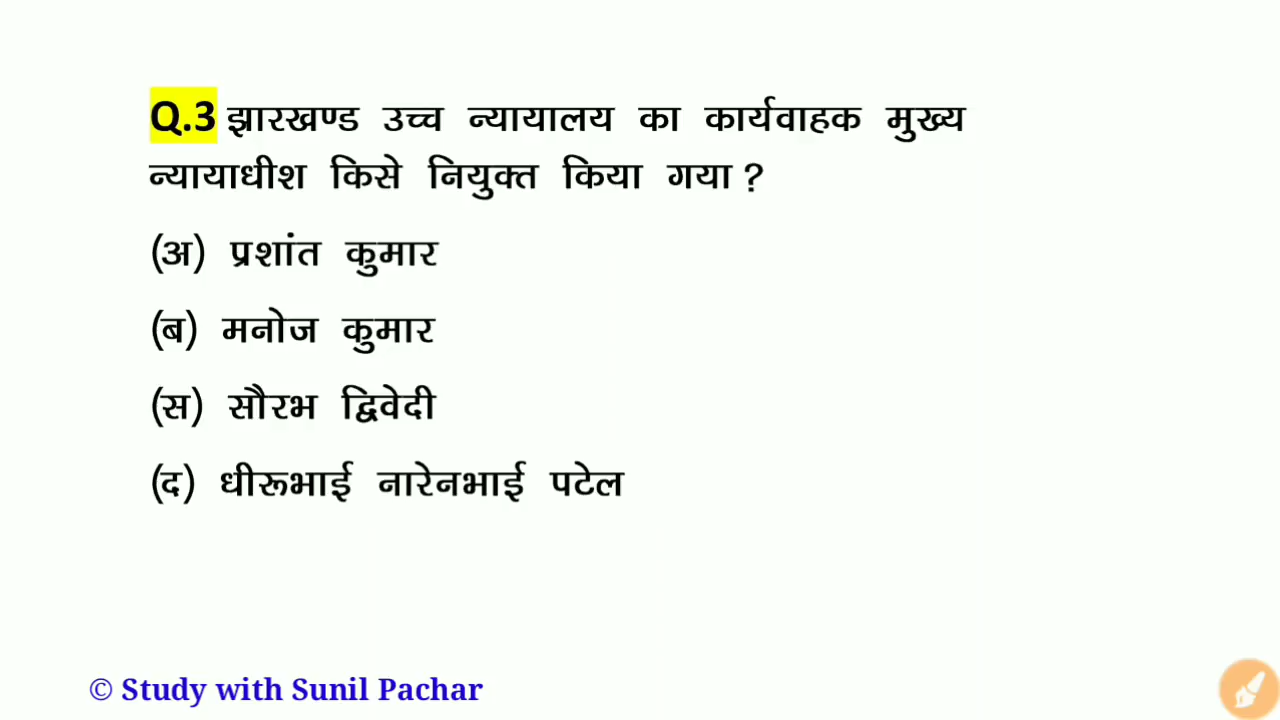 Q.3 झारखण्ड उच्च न्यायालय का कार्यवाहक मुख्य
न्यायाधीश किसे नियुक्त किया गया ?
(अ) प्रशांत कुमार
(ब) मनोज कुमार
(स) सौरभ द्विवेदी
(द) धीरूभाई नारेनभाई पटेल
© Study with Sunil Pachar